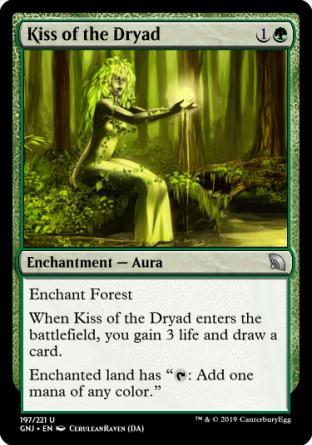 Kiss of the Dryad 1
Enchantment — Aura
Enchant Forest
When Kiss of the Dryad enters the
battlefield, you gain 3 life and draw a
card.
Enchanted land has “T: Add one
mana of any color.”
197/221 U
GNJ • EN CeruleanRaven (DA)
™ & © 2019 CanterburyEgg